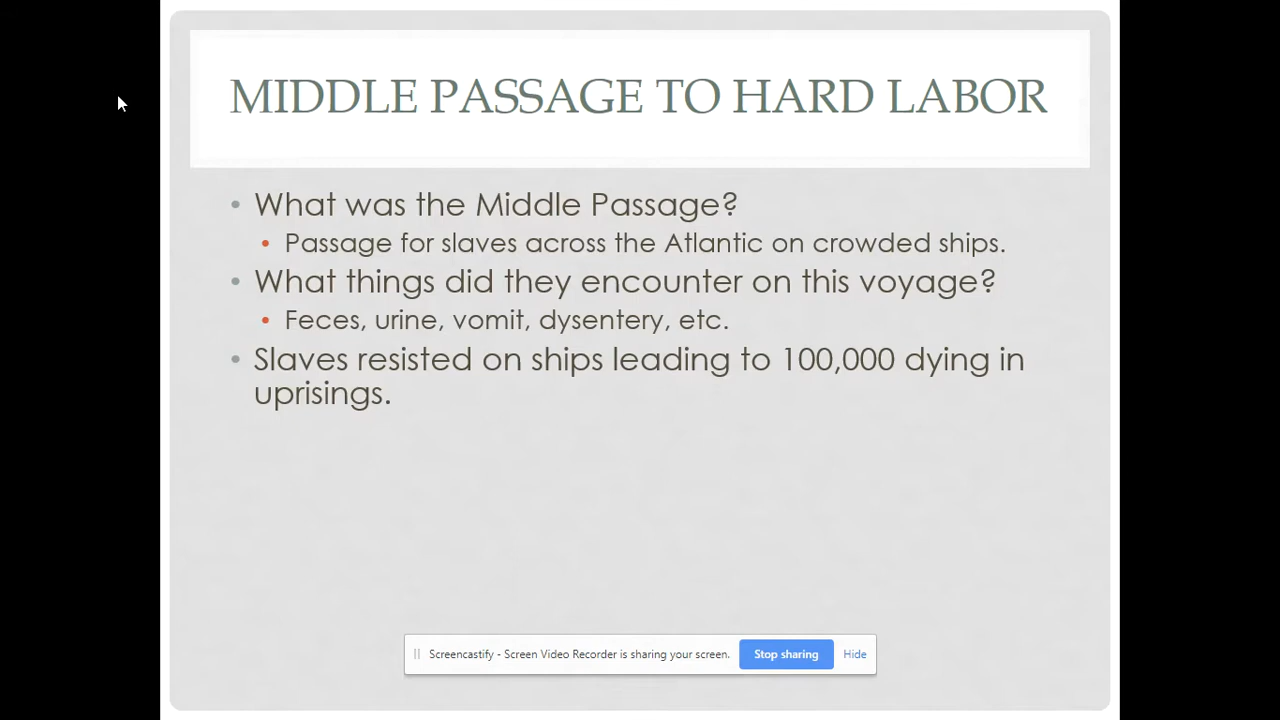 MIDDLE PASSAGE TO HARD LABOR
• What was the Middle Passage?
• Passage for slaves across the Atlantic on crowded ships.
• What things did they encounter on this voyage?
• Feces, urine, vomit, dysentery, etc.
• Slaves resisted on ships leading to 100,000 dying in
uprisings.
Screencastify - Screen Video Recorder is sharing your screen. Stop sharing Hide